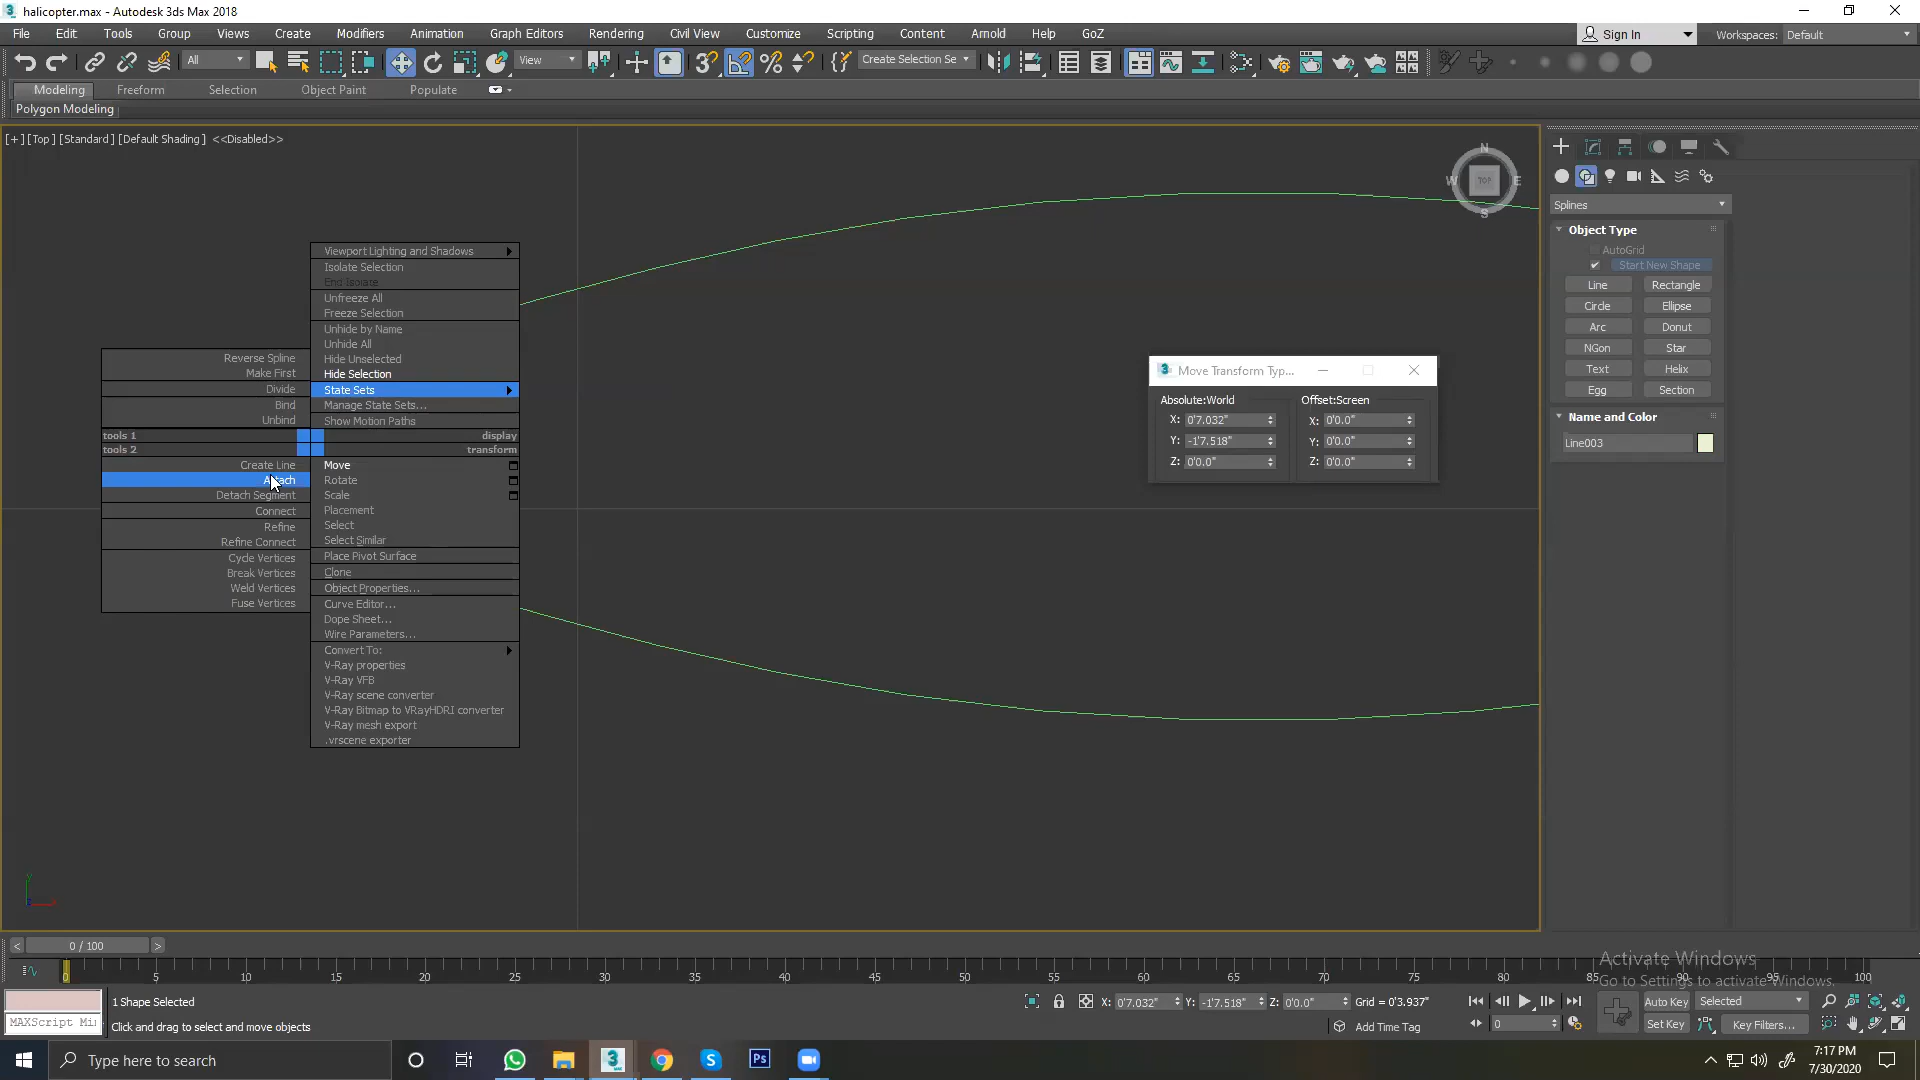 halicopter.max - Autodesk 3ds Max 2018
File Edit Tools Group Views Create Modifiers Animation Graph Editors Rendering Civil View Customize Scripting Content Arnold Help GoZ
Sign In Workspaces: Default
All View Create Selection Se
Modeling Freeform Selection Object Paint Populate
Polygon Modeling
[+] [Top] [Standard] [Default Shading] <<Disabled>>
N
W TOP E
S
Viewport Lighting and Shadows
Isolate Selection
End Isolate
Unfreeze All
Freeze Selection
Unhide by Name
Unhide All
Hide Unselected
Hide Selection
State Sets
Manage State Sets...
Show Motion Paths
Reverse Spline
Make First
Divide
Bind
Unbind
tools 1 display
tools 2 transform
Create Line
Attach
Detach Segment
Connect
Refine
Refine Connect
Cycle Vertices
Break Vertices
Weld Vertices
Fuse Vertices
Move
Rotate
Scale
Placement
Select
Select Similar
Place Pivot Surface
Clone
Object Properties...
Curve Editor...
Dope Sheet...
Wire Parameters...
Convert To:
V-Ray properties
V-Ray VFB
V-Ray scene converter
V-Ray Bitmap to VRayHDRI converter
V-Ray mesh export
.vrscene exporter
Move Transform Typ...
Absolute:World Offset:Screen
X: 0'7.032" X: 0'0.0"
Y: -1'7.518" Y: 0'0.0"
Z: 0'0.0" Z: 0'0.0"
Splines
Object Type
AutoGrid
Start New Shape
Line Rectangle
Circle Ellipse
Arc Donut
NGon Star
Text Helix
Egg Section
Name and Color
Line003
< 0 / 100 >
0 5 10 15 20 25 30 35 40 45 50 55 60 65 70 75 80 85 90 95 100
Activate Windows
Go to Settings to activate Windows.
1 Shape Selected
X: 0'7.032" Y: -1'7.518" Z: 0'0.0" Grid = 0'3.937"
Auto Key Selected
MAXScript Mi
Click and drag to select and move objects
Add Time Tag
0
Set Key Key Filters...
Type here to search
Ps
7:17 PM
7/30/2020